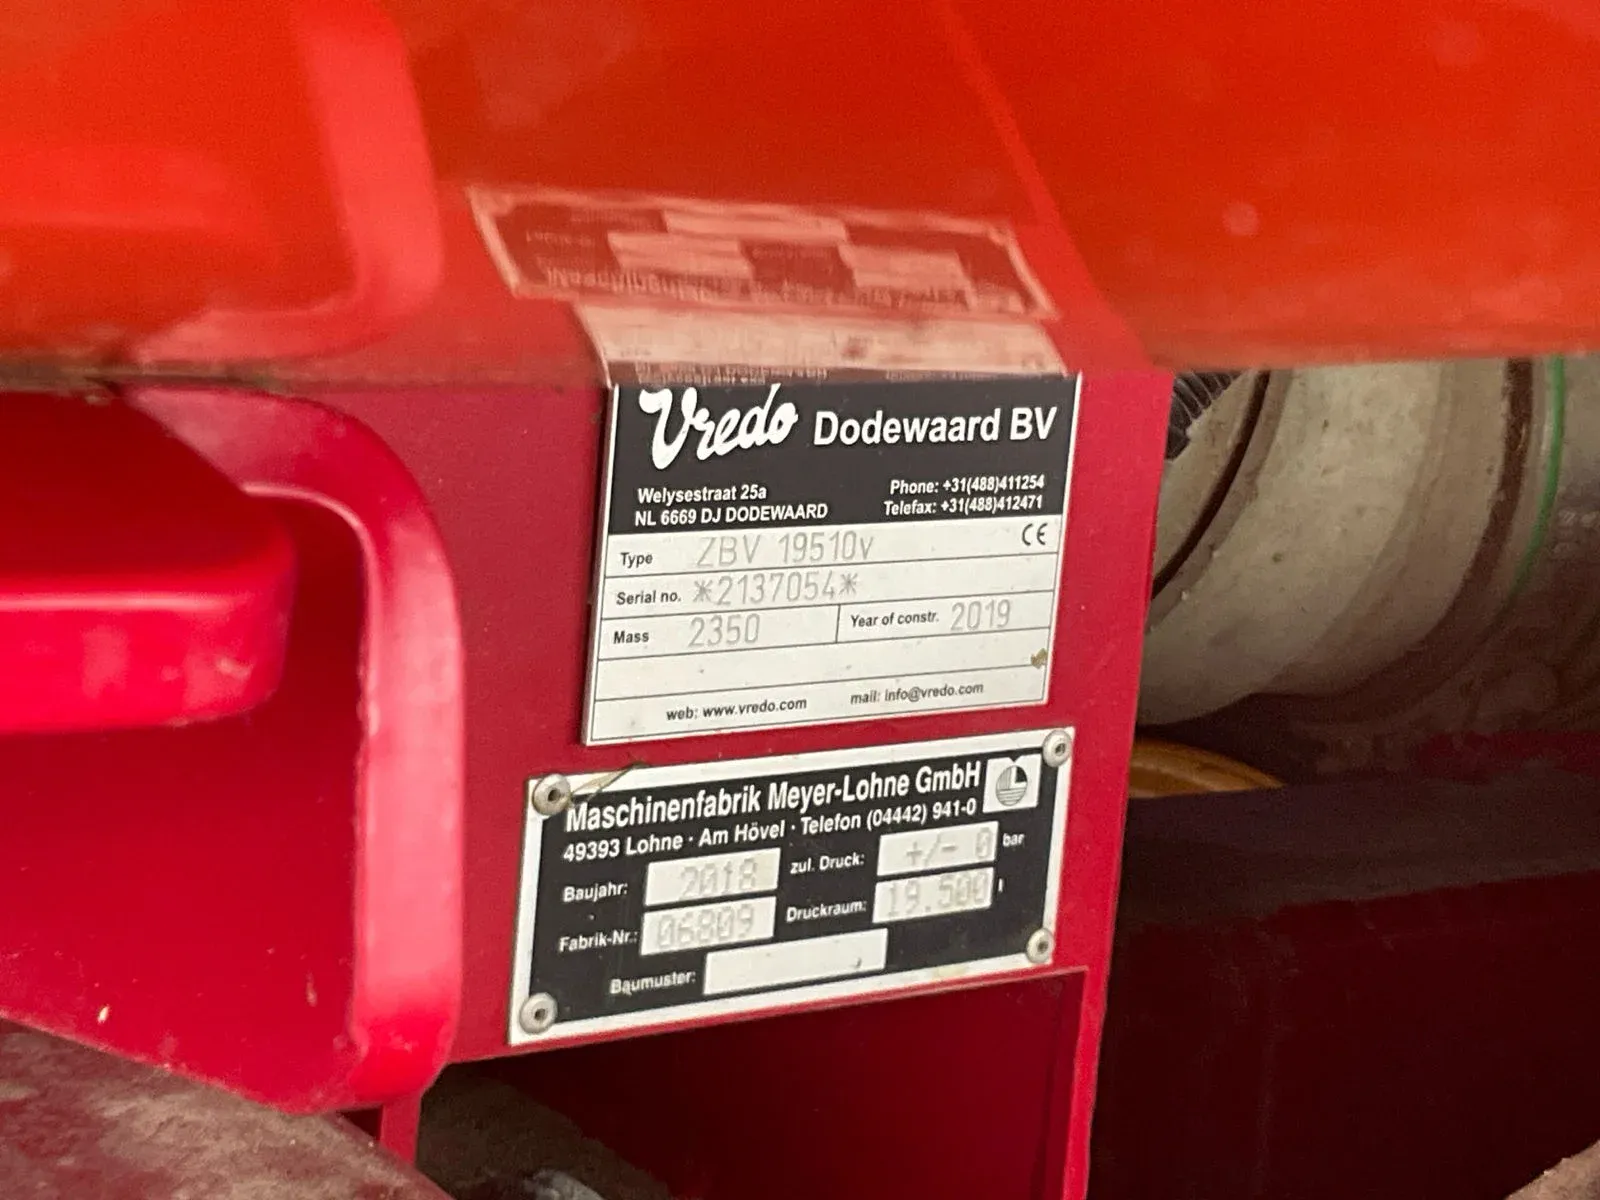 Vredo Dodewaard BV
Welysestraat 25a Phone: +31(488)411254
NL 6669 DJ DODEWAARD Telefax: +31(488)412471
Type ZBV 19510v CE
Serial no. *2137054*
Mass 2350 Year of constr. 2019
web: www.vredo.com mail: info@vredo.com
Maschinenfabrik Meyer-Lohne GmbH
49393 Lohne · Am Hövel · Telefon (04442) 941-0
Baujahr: 2018 zul. Druck: +/- 0 bar
Fabrik-Nr.: 06809 Druckraum: 19.500 l
Baumuster: